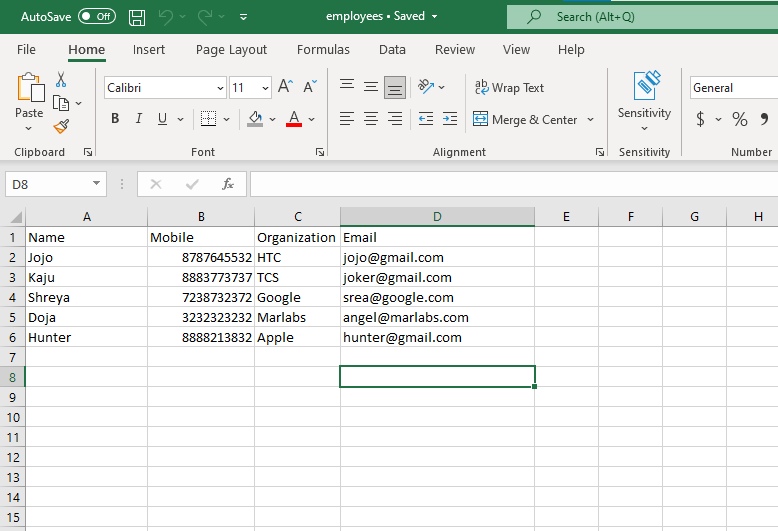 AutoSave Off employees • Saved Search (Alt+Q)
File Home Insert Page Layout Formulas Data Review View Help
Calibri 11 ab Wrap Text General
Paste B I U A Merge & Center Sensitivity $ % 9
Clipboard Font Alignment Sensitivity Number
D8 fx
A B C D E F G H
1 Name Mobile Organization Email
2 Jojo 8787645532 HTC jojo@gmail.com
3 Kaju 8883773737 TCS joker@gmail.com
4 Shreya 7238732372 Google srea@google.com
5 Doja 3232323232 Marlabs angel@marlabs.com
6 Hunter 8888213832 Apple hunter@gmail.com
7
8
9
10
11
12
13
14
15